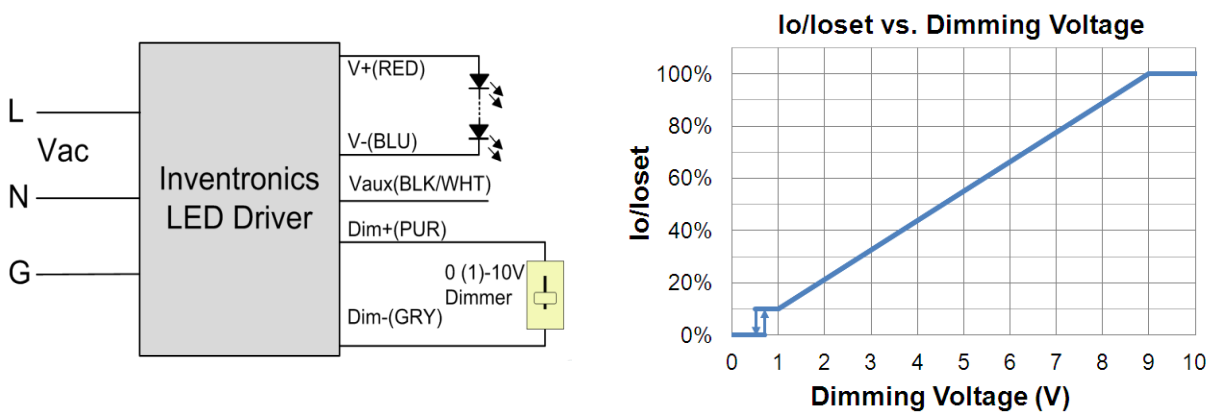 L
Vac
N
G
Inventronics
LED Driver
V+(RED)
V-(BLU)
Vaux(BLK/WHT)
Dim+(PUR)
0 (1)-10V
Dimmer
Dim-(GRY)
Io/Ioset vs. Dimming Voltage
Io/Ioset
100%
80%
60%
40%
20%
0%
0 1 2 3 4 5 6 7 8 9 10
Dimming Voltage (V)